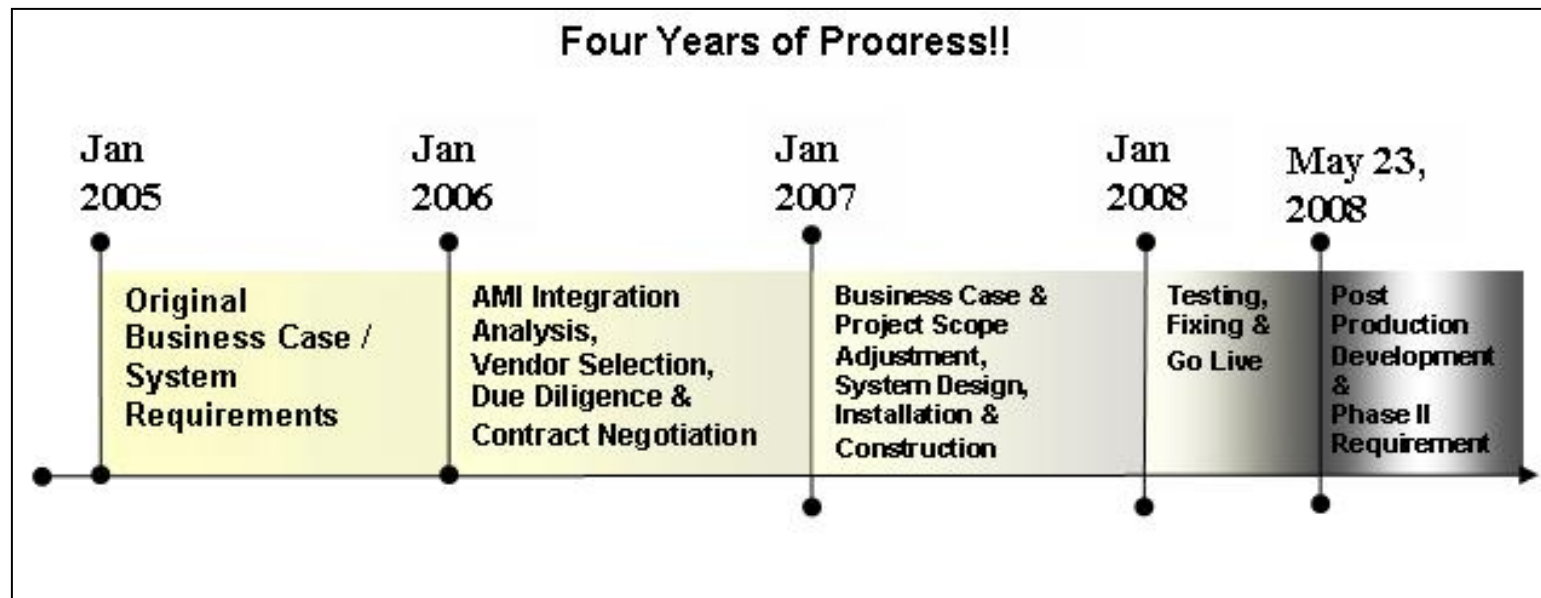 Four Years of Progress!!
Jan
2005
Jan
2006
Jan
2007
Jan
2008
May 23,
2008
Original
Business Case /
System
Requirements
AMI Integration
Analysis,
Vendor Selection,
Due Diligence &
Contract Negotiation
Business Case &
Project Scope
Adjustment,
System Design,
Installation &
Construction
Testing,
Fixing &
Go Live
Post
Production
Development
&
Phase II
Requirement